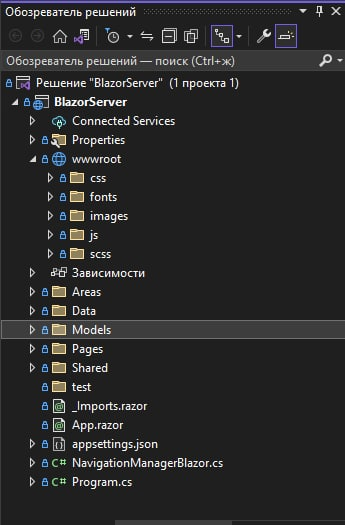 Обозреватель решений
Обозреватель решений — поиск (Ctrl+ж)
Решение "BlazorServer" (1 проекта 1)
BlazorServer
Connected Services
Properties
wwwroot
css
fonts
images
js
scss
Зависимости
Areas
Data
Models
Pages
Shared
test
_Imports.razor
App.razor
appsettings.json
C# NavigationManagerBlazor.cs
C# Program.cs